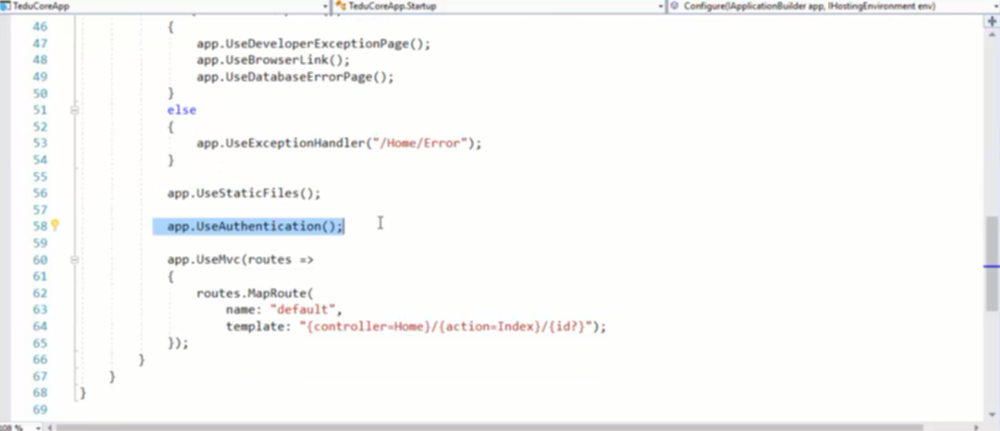 TeduCoreApp
TeduCoreApp.Startup
Configure(IApplicationBuilder app, IHostingEnvironment env)
46 {
47 app.UseDeveloperExceptionPage();
48 app.UseBrowserLink();
49 app.UseDatabaseErrorPage();
50 }
51 else
52 {
53 app.UseExceptionHandler("/Home/Error");
54 }
55
56 app.UseStaticFiles();
57
58 app.UseAuthentication();
59
60 app.UseMvc(routes =>
61 {
62 routes.MapRoute(
63 name: "default",
64 template: "{controller=Home}/{action=Index}/{id?}");
65 });
66 }
67 }
68 }
69
108 %